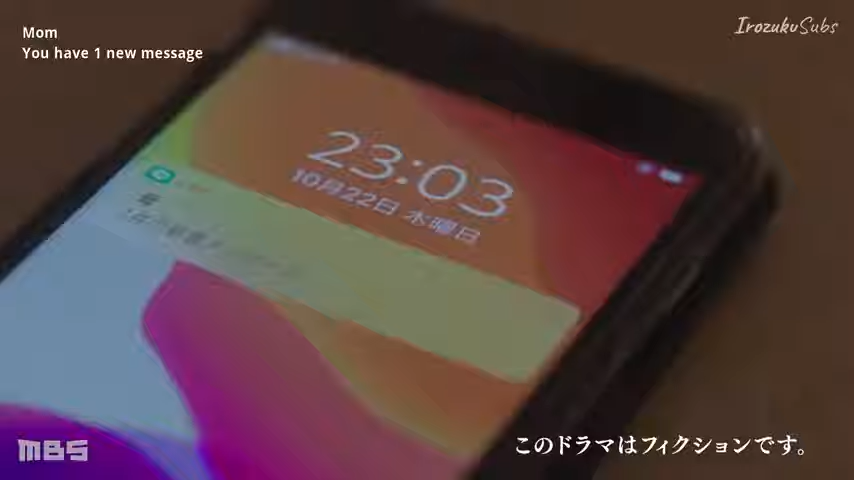 Mom
You have 1 new message
IrozukuSubs
23:03
10月22日 木曜日
母
MBS
このドラマはフィクションです。